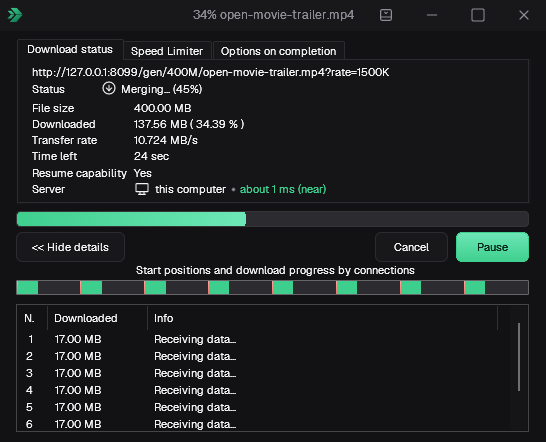 34% open-movie-trailer.mp4
Download status Speed Limiter Options on completion
http://127.0.0.1:8099/gen/400M/open-movie-trailer.mp4?rate=1500K
Status Merging... (45%)
File size 400.00 MB
Downloaded 137.56 MB ( 34.39 % )
Transfer rate 10.724 MB/s
Time left 24 sec
Resume capability Yes
Server this computer • about 1 ms (near)
<< Hide details Cancel Pause
Start positions and download progress by connections
N. Downloaded Info
1 17.00 MB Receiving data...
2 17.00 MB Receiving data...
3 17.00 MB Receiving data...
4 17.00 MB Receiving data...
5 17.00 MB Receiving data...
6 17.00 MB Receiving data...